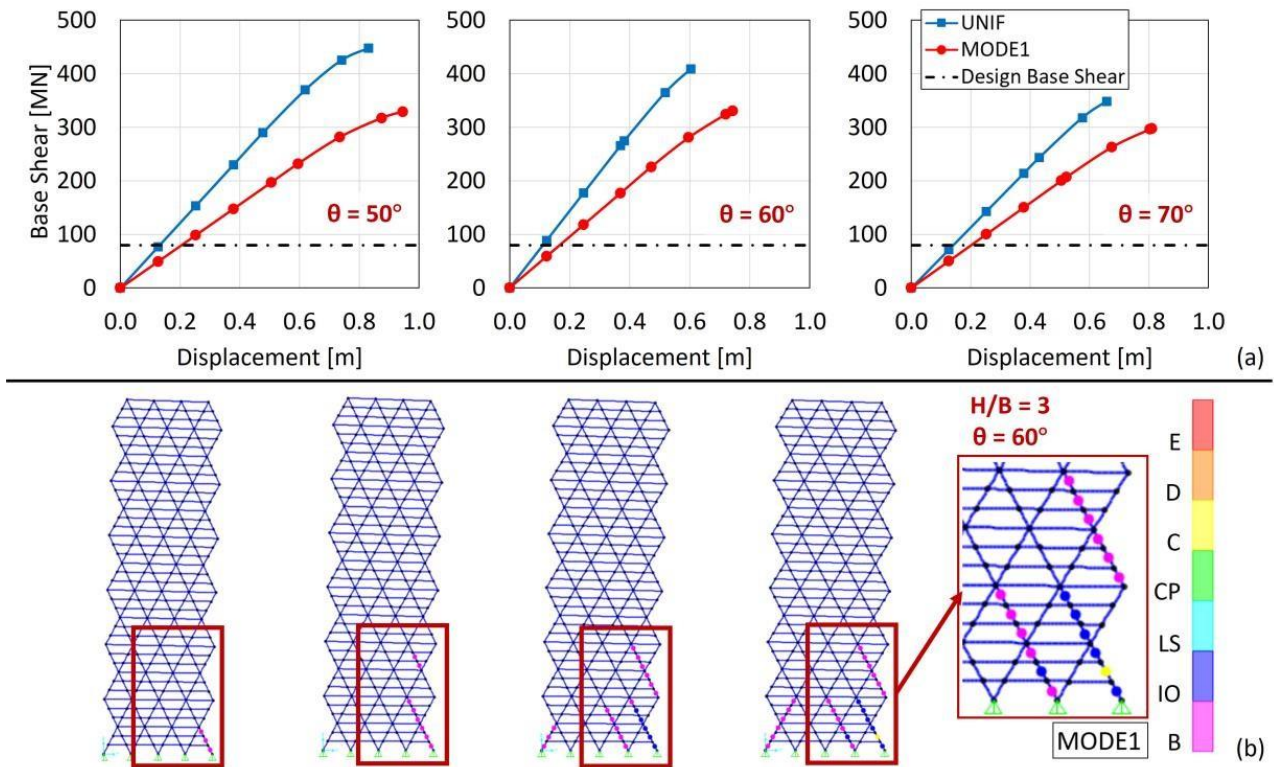 500
400
300
200
100
0
Base Shear [MN]
0.0 0.2 0.4 0.6 0.8 1.0
Displacement [m]
θ = 50°
500
400
300
200
100
0
0.0 0.2 0.4 0.6 0.8 1.0
Displacement [m]
θ = 60°
500
400
300
200
100
0
0.0 0.2 0.4 0.6 0.8 1.0
Displacement [m]
UNIF
MODE1
Design Base Shear
θ = 70°
(a)
H/B = 3
θ = 60°
MODE1
E
D
C
CP
LS
IO
B
(b)